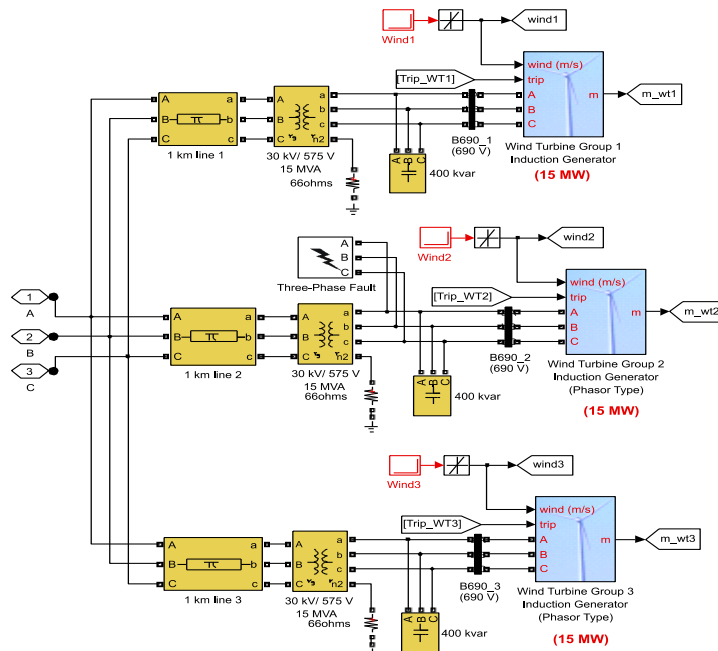 wind1
Wind1
wind (m/s)
[Trip_WT1]
trip
A a A a A m m_wt1
B b B b B
C c C c C
n2
1 km line 1
30 kV/ 575 V
15 MVA
66ohms
A B C
400 kvar
B690_1
(690 V)
Wind Turbine Group 1
Induction Generator
(15 MW)
wind2
Wind2
A
B
C
Three-Phase Fault
wind (m/s)
[Trip_WT2]
trip
1
A
2
B
3
C
A a A a A m m_wt2
B b B b B
C c C c C
n2
1 km line 2
30 kV/ 575 V
15 MVA
66ohms
A B C
400 kvar
B690_2
(690 V)
Wind Turbine Group 2
Induction Generator
(Phasor Type)
(15 MW)
wind3
Wind3
wind (m/s)
[Trip_WT3]
trip
A a A a A m m_wt3
B b B b B
C c C c C
n2
1 km line 3
30 kV/ 575 V
15 MVA
66ohms
A B C
400 kvar
B690_3
(690 V)
Wind Turbine Group 3
Induction Generator
(Phasor Type)
(15 MW)